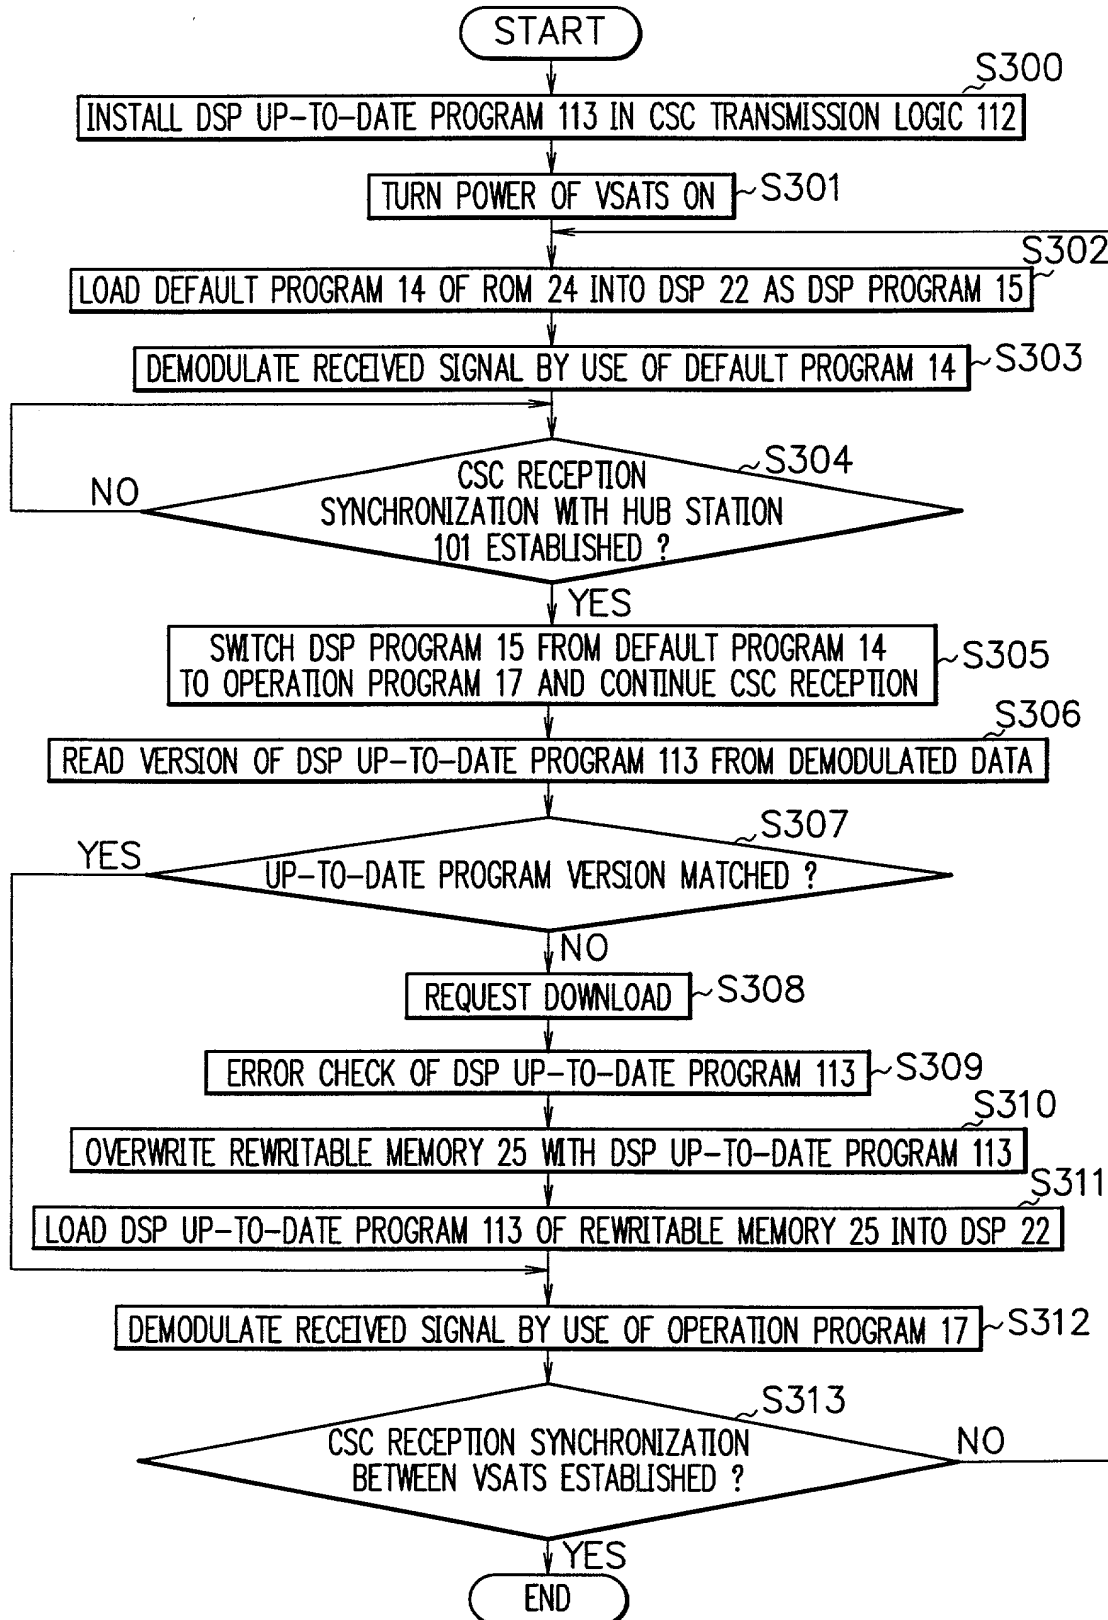 START
S300
INSTALL DSP UP-TO-DATE PROGRAM 113 IN CSC TRANSMISSION LOGIC 112
TURN POWER OF VSATS ON
S301
S302
LOAD DEFAULT PROGRAM 14 OF ROM 24 INTO DSP 22 AS DSP PROGRAM 15
DEMODULATE RECEIVED SIGNAL BY USE OF DEFAULT PROGRAM 14
S303
S304
CSC RECEPTION
SYNCHRONIZATION WITH HUB STATION
101 ESTABLISHED ?
NO
YES
SWITCH DSP PROGRAM 15 FROM DEFAULT PROGRAM 14
TO OPERATION PROGRAM 17 AND CONTINUE CSC RECEPTION
S305
S306
READ VERSION OF DSP UP-TO-DATE PROGRAM 113 FROM DEMODULATED DATA
S307
YES
UP-TO-DATE PROGRAM VERSION MATCHED ?
NO
REQUEST DOWNLOAD
S308
ERROR CHECK OF DSP UP-TO-DATE PROGRAM 113
S309
S310
OVERWRITE REWRITABLE MEMORY 25 WITH DSP UP-TO-DATE PROGRAM 113
S311
LOAD DSP UP-TO-DATE PROGRAM 113 OF REWRITABLE MEMORY 25 INTO DSP 22
DEMODULATE RECEIVED SIGNAL BY USE OF OPERATION PROGRAM 17
S312
S313
CSC RECEPTION SYNCHRONIZATION
BETWEEN VSATS ESTABLISHED ?
NO
YES
END